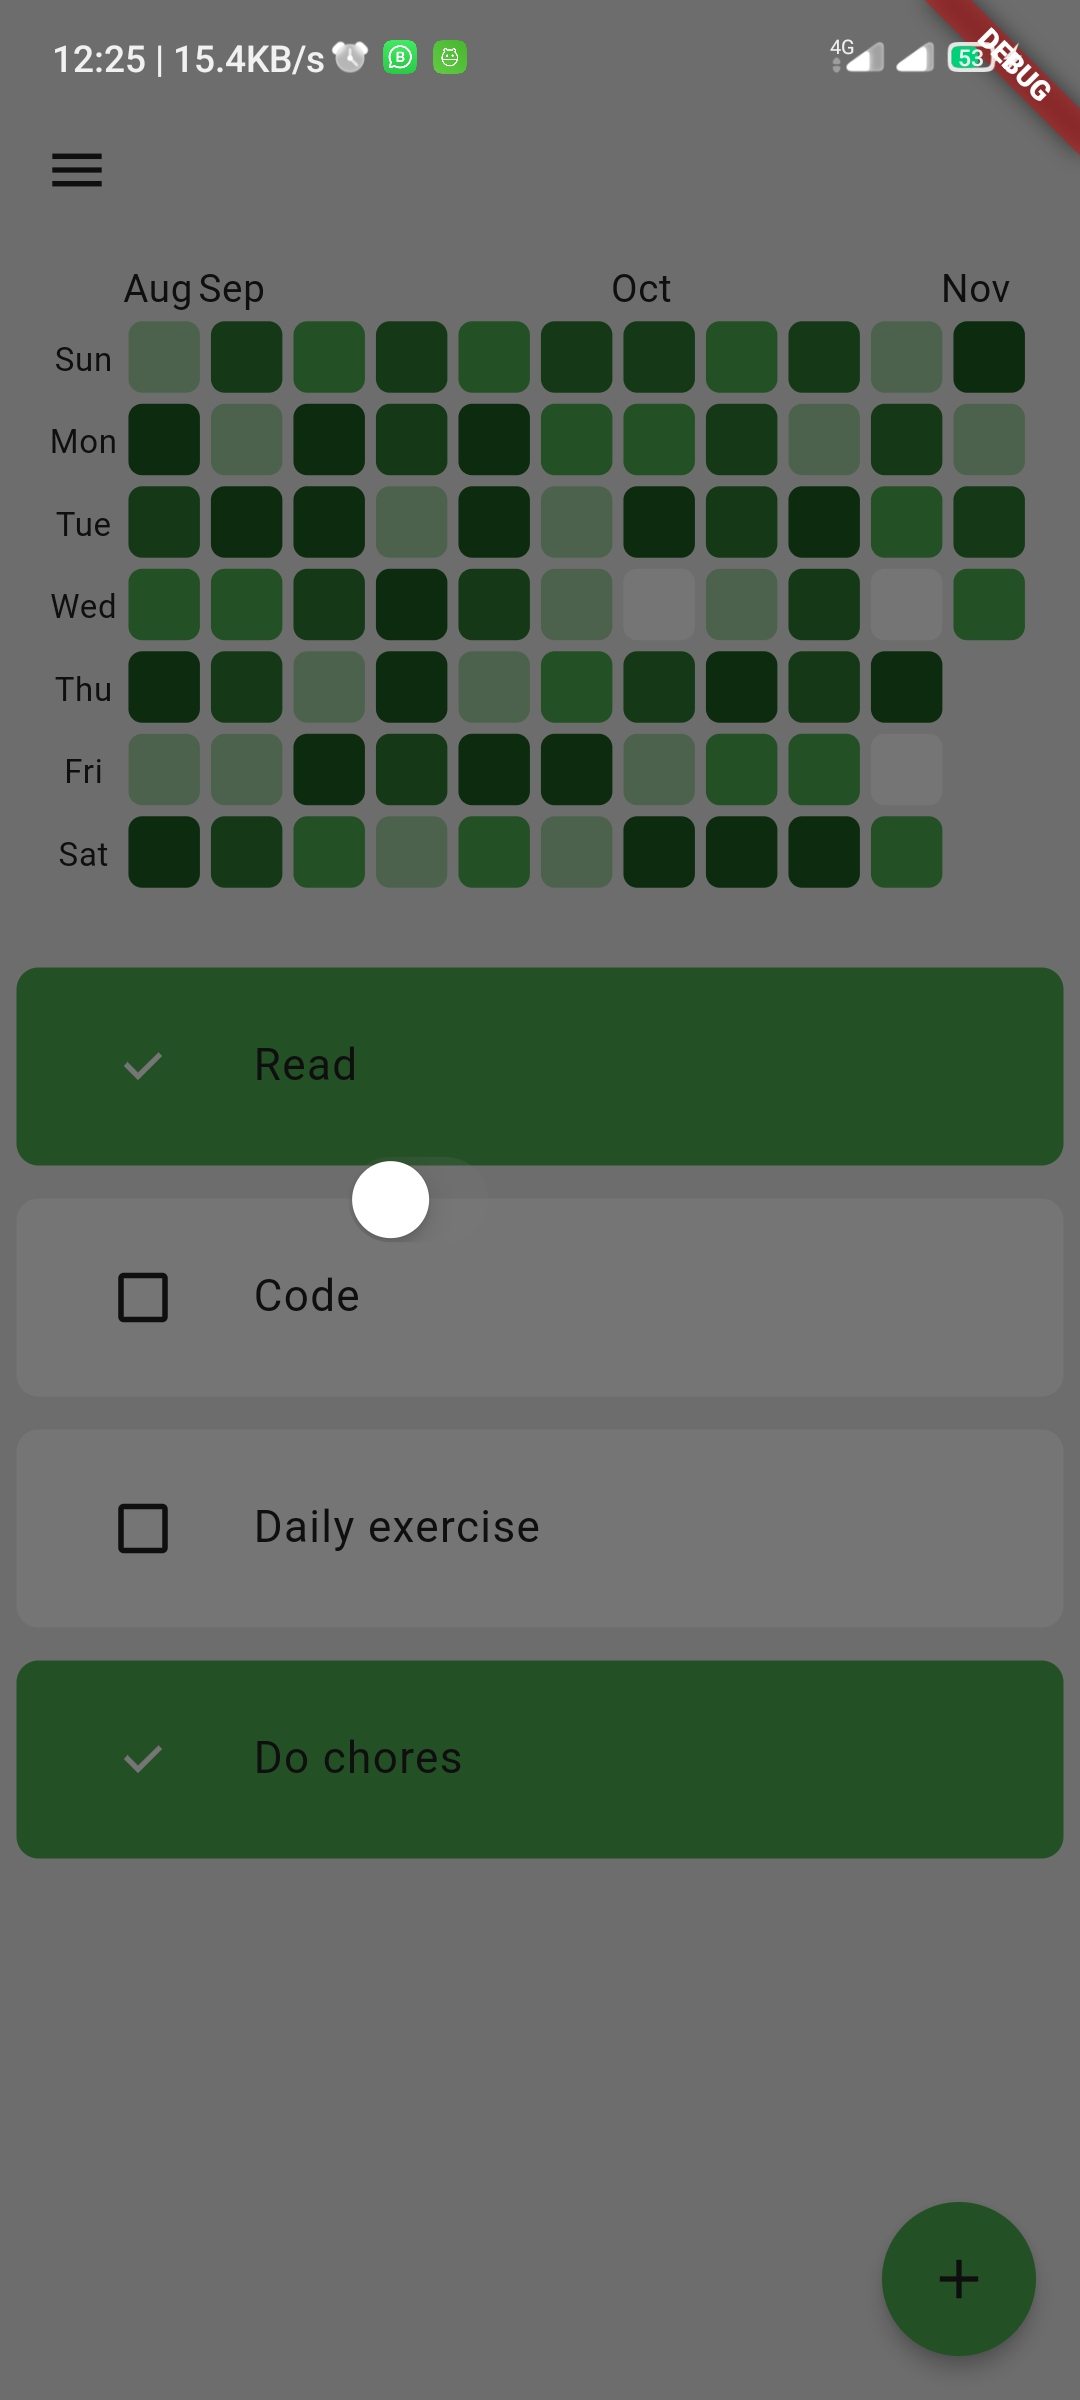 12:25 | 15.4KB/s
4G
53
DEBUG
Aug Sep Oct Nov
Sun
Mon
Tue
Wed
Thu
Fri
Sat
Read
Code
Daily exercise
Do chores